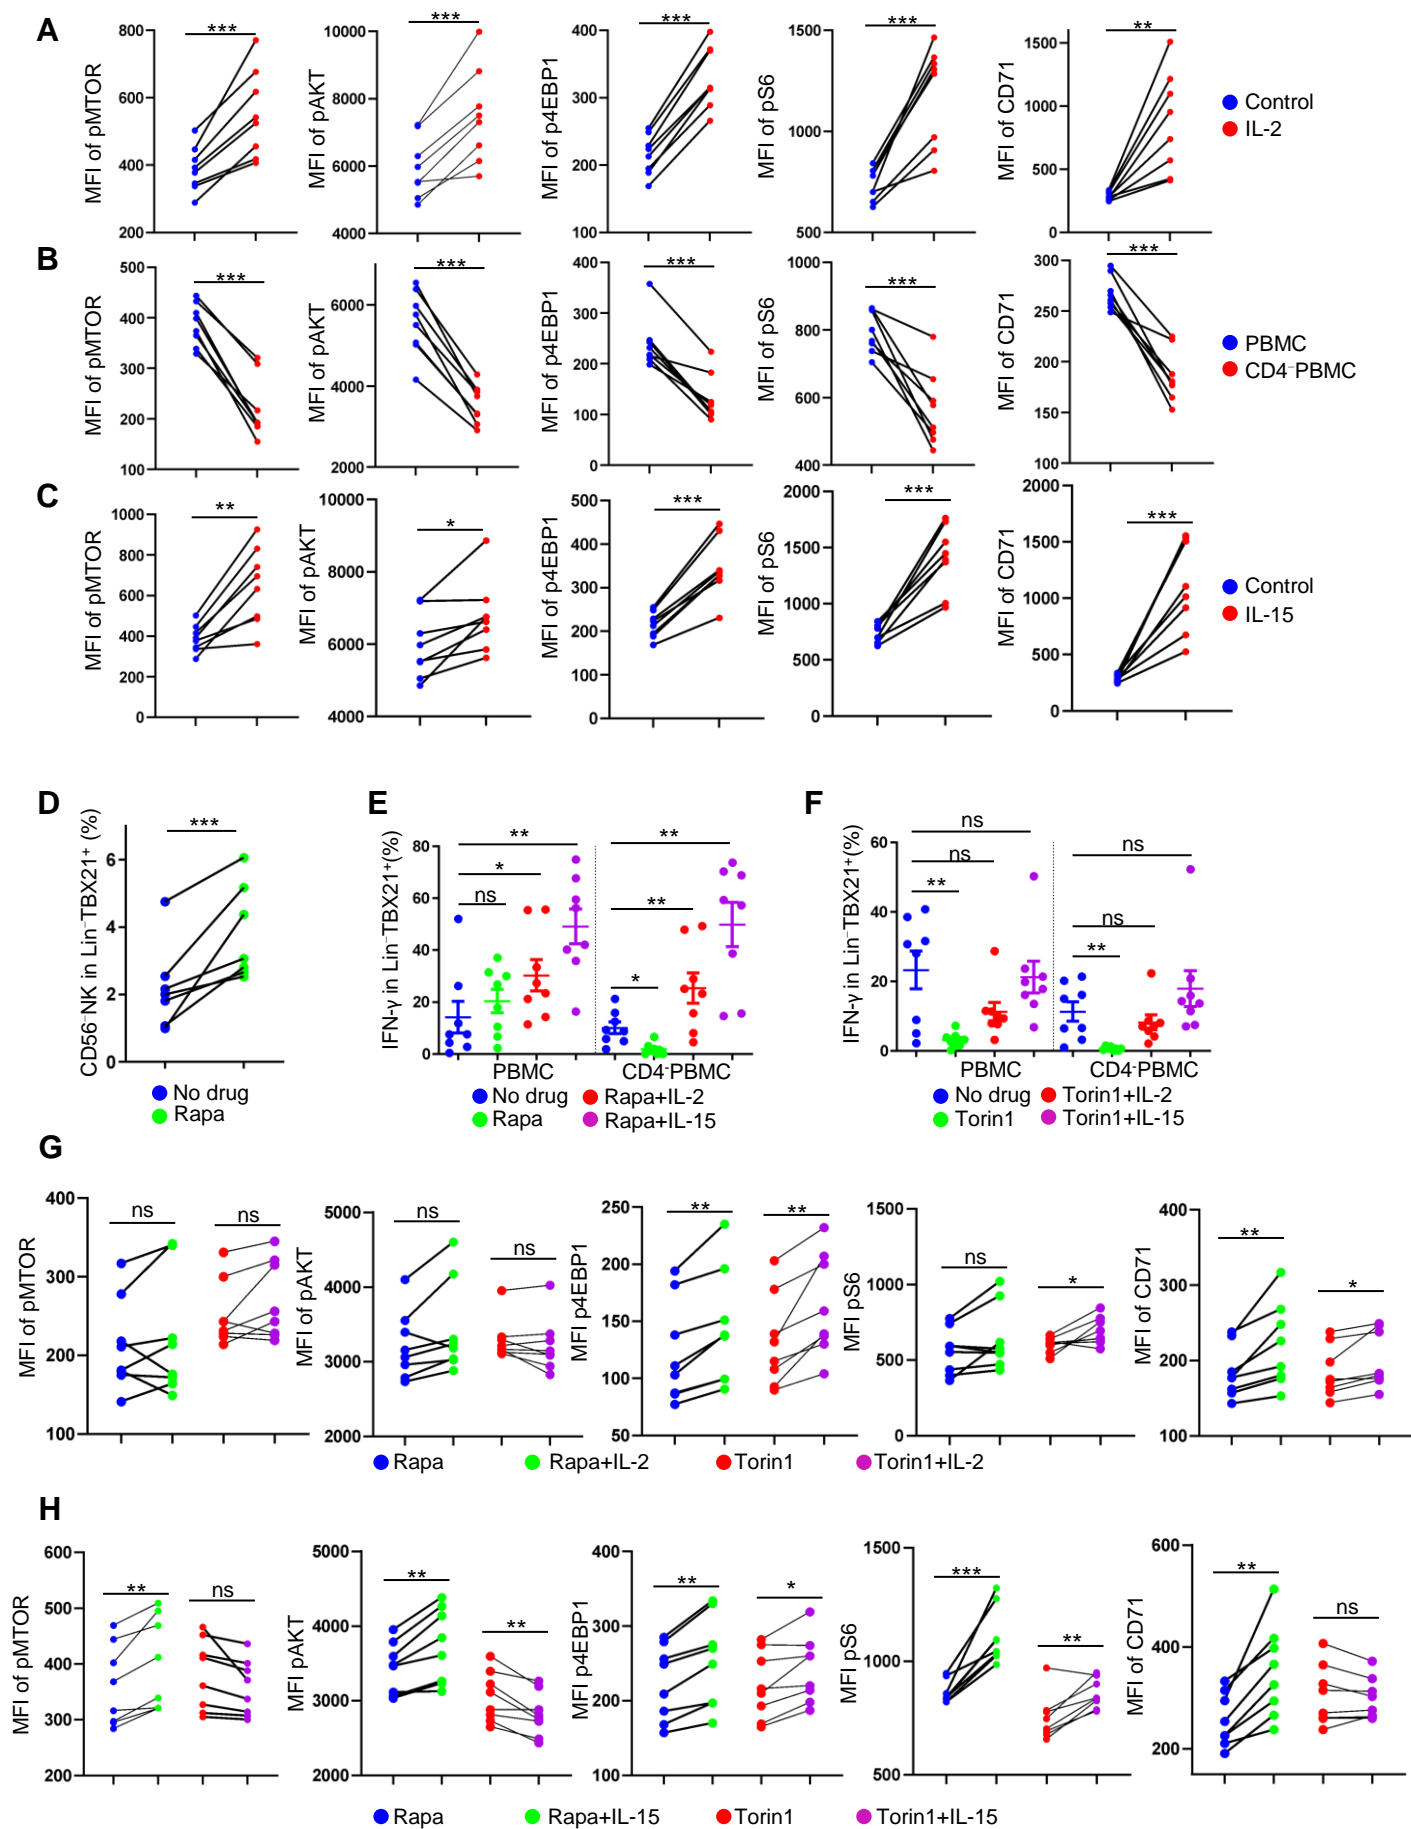 A
MFI of pMTOR
800
600
400
200
***
MFI of pAKT
10000
8000
6000
4000
***
MFI of p4EBP1
400
300
200
100
***
MFI of pS6
1500
1000
500
***
MFI of CD71
1500
1000
500
0
**
Control
IL-2
B
MFI of pMTOR
500
400
300
200
100
***
MFI of pAKT
6000
4000
2000
***
MFI of p4EBP1
400
300
200
100
0
***
MFI of pS6
1000
800
600
400
***
MFI of CD71
300
250
200
150
100
***
PBMC
CD4⁻PBMC
C
MFI of pMTOR
1000
800
600
400
200
0
**
MFI of pAKT
10000
8000
6000
4000
*
MFI of p4EBP1
500
400
300
200
100
0
***
MFI of pS6
2000
1500
1000
500
0
***
MFI of CD71
2000
1500
1000
500
0
***
Control
IL-15
D
CD56⁻NK in Lin⁻TBX21⁺ (%)
6
4
2
0
***
No drug
Rapa
E
IFN-γ in Lin⁻TBX21⁺(%)
80
60
40
20
0
**
*
ns
**
**
*
PBMC
CD4⁻PBMC
No drug
Rapa+IL-2
Rapa
Rapa+IL-15
F
IFN-γ in Lin⁻TBX21⁺(%)
60
40
20
0
ns
ns
**
ns
ns
**
PBMC
CD4⁻PBMC
No drug
Torin1+IL-2
Torin1
Torin1+IL-15
G
MFI of pMTOR
400
300
200
100
ns
ns
MFI of pAKT
5000
4000
3000
2000
ns
ns
MFI p4EBP1
250
200
150
100
50
**
**
MFI pS6
1500
1000
500
0
ns
*
MFI of CD71
400
300
200
100
**
*
Rapa
Rapa+IL-2
Torin1
Torin1+IL-2
H
MFI of pMTOR
600
500
400
300
200
**
ns
MFI pAKT
5000
4000
3000
2000
**
**
MFI p4EBP1
400
300
200
100
**
*
MFI pS6
1500
1000
500
***
**
MFI of CD71
600
400
200
**
ns
Rapa
Rapa+IL-15
Torin1
Torin1+IL-15